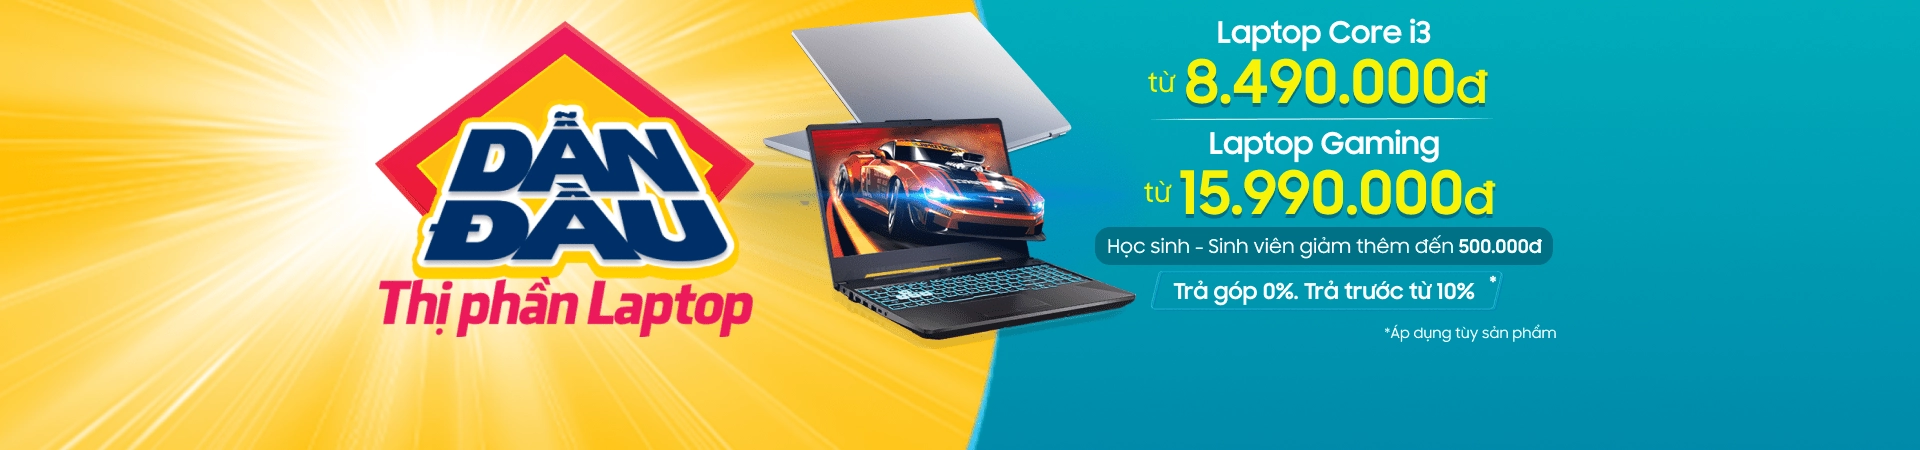 DẪN
ĐẦU
Thị phần Laptop
Laptop Core i3
từ 8.490.000đ
Laptop Gaming
từ 15.990.000đ
Học sinh - Sinh viên giảm thêm đến 500.000đ
Trả góp 0%. Trả trước từ 10% *
*Áp dụng tùy sản phẩm